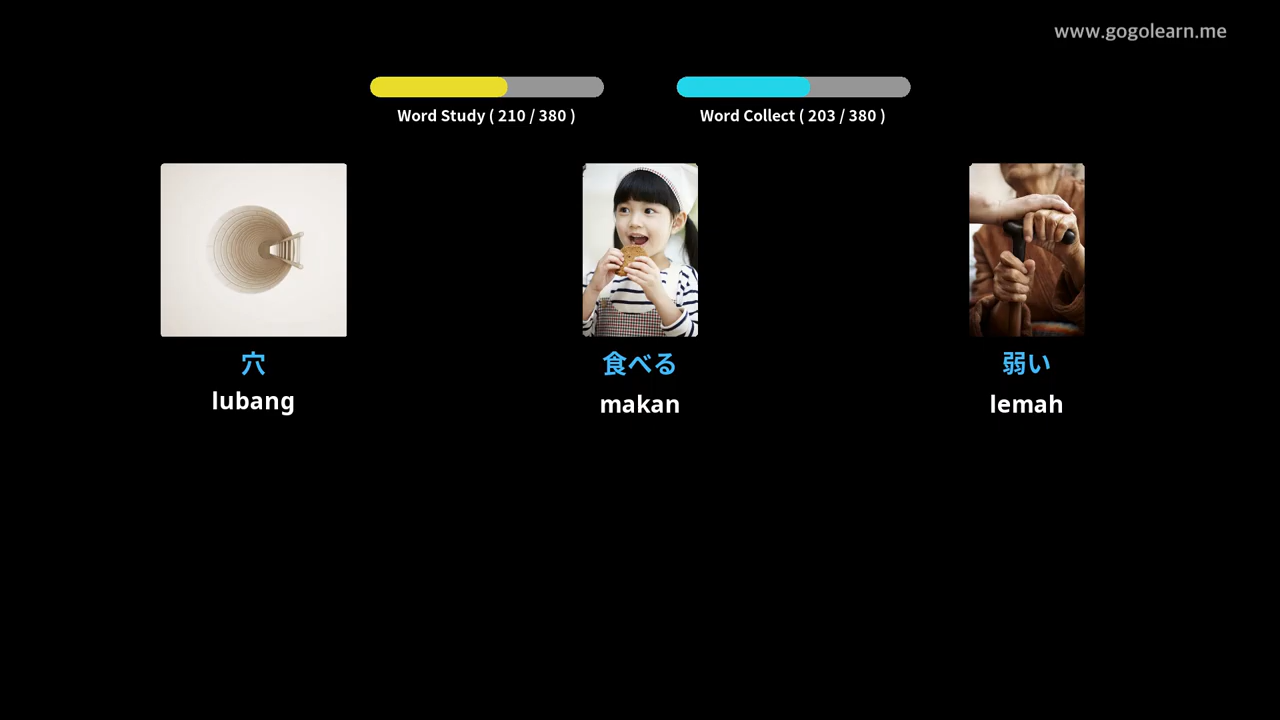 www.gogolearn.me
Word Study ( 210 / 380 )
Word Collect ( 203 / 380 )
穴
lubang
食べる
makan
弱い
lemah